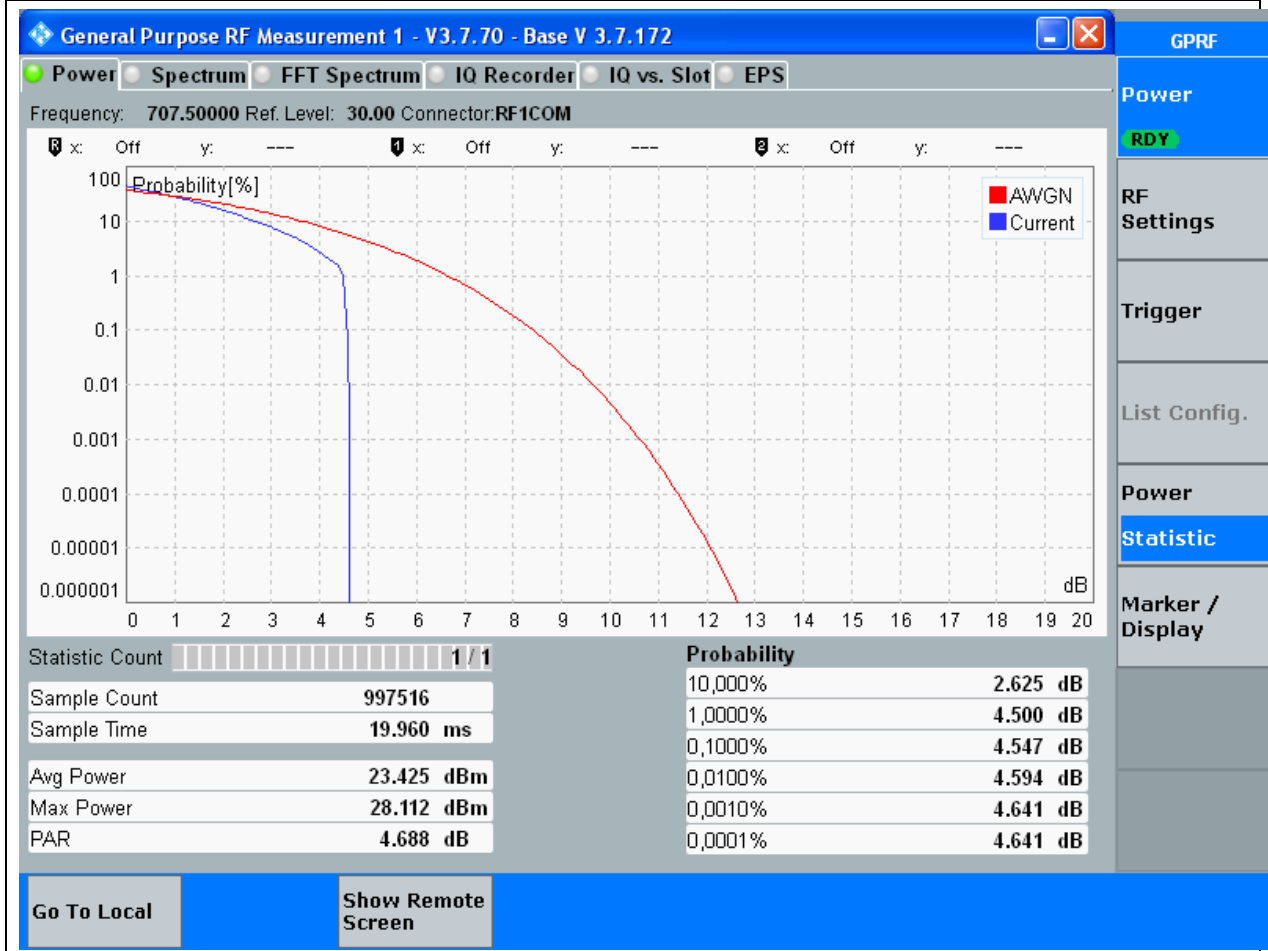 General Purpose RF Measurement 1 - V3.7.70 - Base V 3.7.172
GPRF
Power Spectrum FFT Spectrum IQ Recorder IQ vs. Slot EPS
Frequency: 707.50000 Ref. Level: 30.00 Connector:RF1COM
R x: Off y: --- 1 x: Off y: --- 2 x: Off y: ---
Probability[%]
100
10
1
0.1
0.01
0.001
0.0001
0.00001
0.000001
AWGN
Current
dB
0 1 2 3 4 5 6 7 8 9 10 11 12 13 14 15 16 17 18 19 20
Statistic Count 1 / 1
Sample Count 997516
Sample Time 19.960 ms
Avg Power 23.425 dBm
Max Power 28.112 dBm
PAR 4.688 dB
Probability
10,000% 2.625 dB
1,0000% 4.500 dB
0,1000% 4.547 dB
0,0100% 4.594 dB
0,0010% 4.641 dB
0,0001% 4.641 dB
Power
RDY
RF
Settings
Trigger
List Config.
Power
Statistic
Marker /
Display
Go To Local
Show Remote
Screen